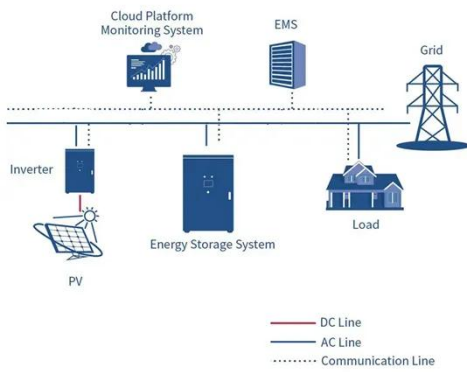 Cloud Platform
Monitoring System
EMS
Grid
Inverter
Energy Storage System
Load
PV
DC Line
AC Line
Communication Line